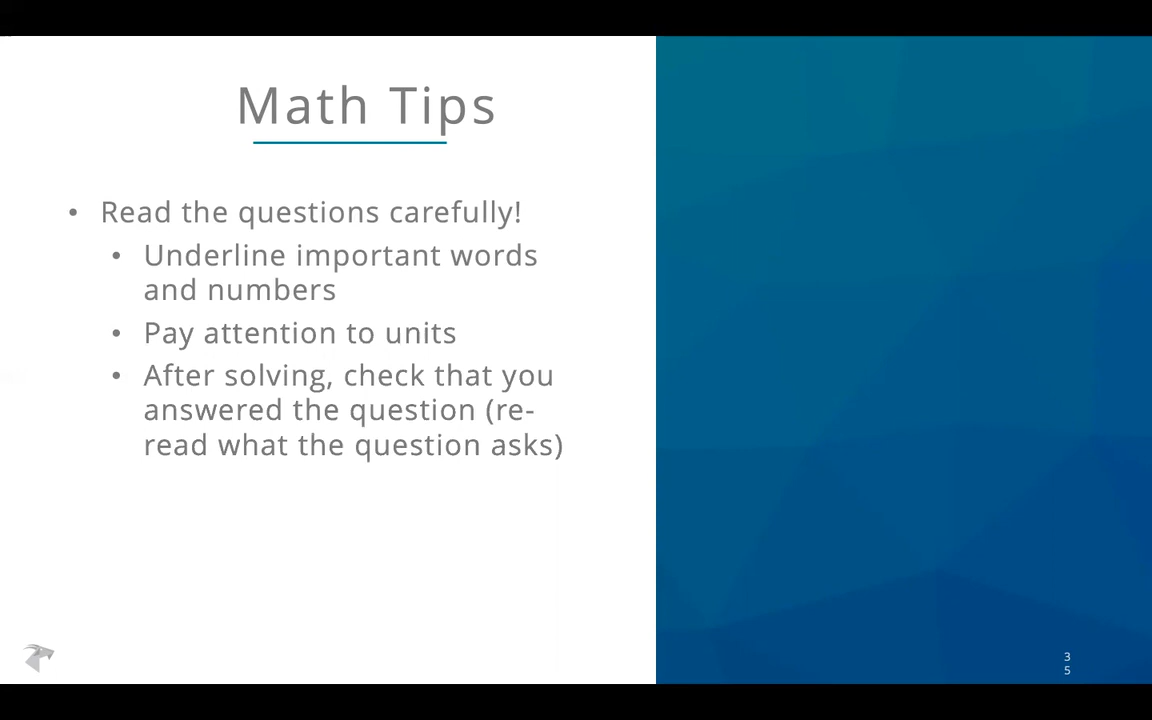 Math Tips
• Read the questions carefully!
• Underline important words
and numbers
• Pay attention to units
• After solving, check that you
answered the question (re-
read what the question asks)
3
5